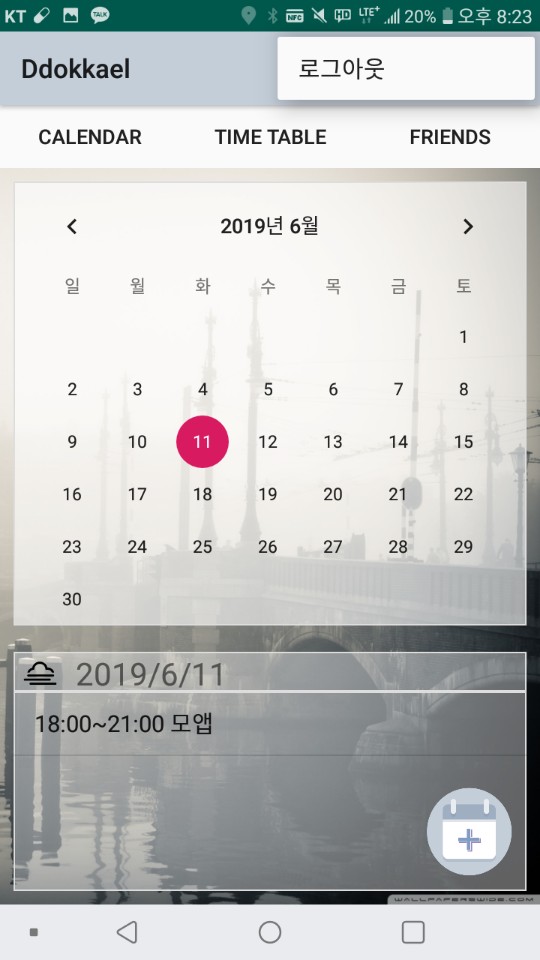 KT TALK NFC HD LTE+ 20% 오후 8:23
Ddokkael
로그아웃
CALENDAR TIME TABLE FRIENDS
2019년 6월
일 월 화 수 목 금 토
1
2 3 4 5 6 7 8
9 10 11 12 13 14 15
16 17 18 19 20 21 22
23 24 25 26 27 28 29
30
2019/6/11
18:00~21:00 모앱
WALLPAPERSWIDE.COM